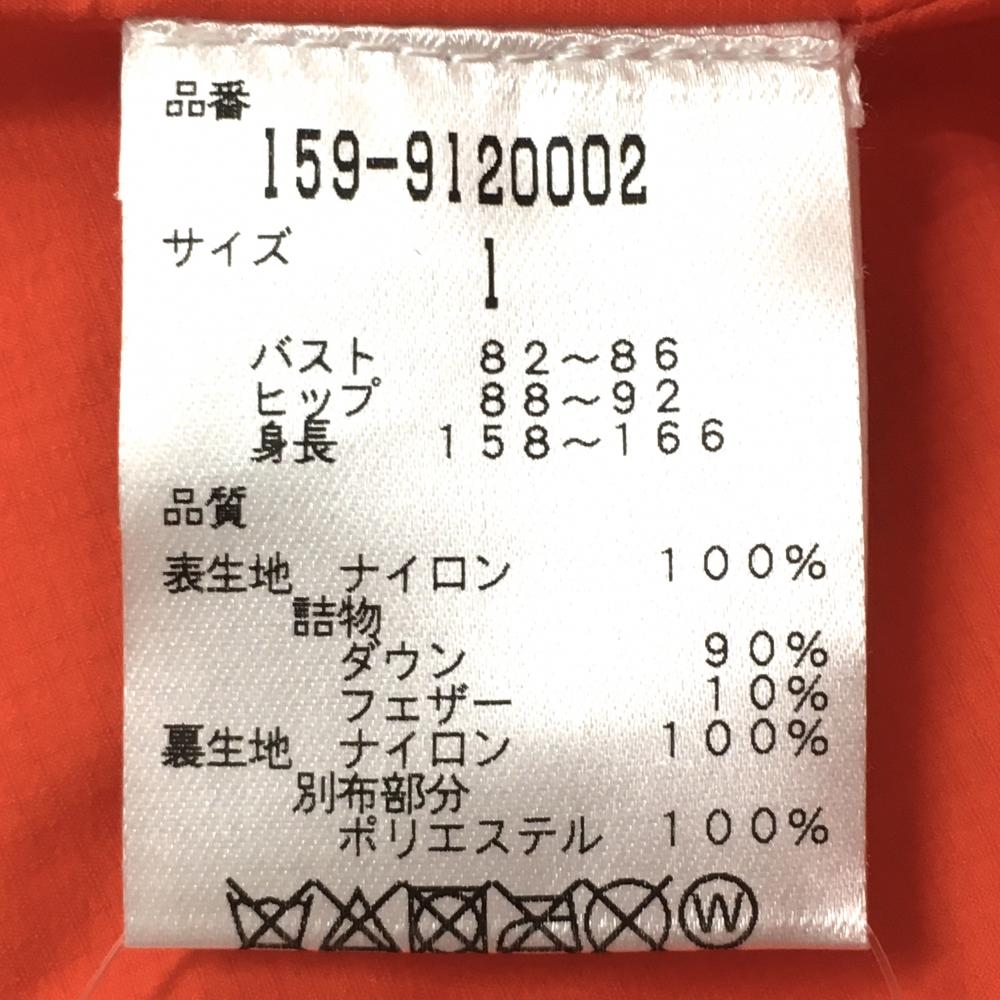 品番
159-9120002
サイズ 1
バスト 82～86
ヒップ 88～92
身長 158～166
品質
表生地 ナイロン 100%
詰物
ダウン 90%
フェザー 10%
裏生地 ナイロン 100%
別布部分
ポリエステル 100%
W